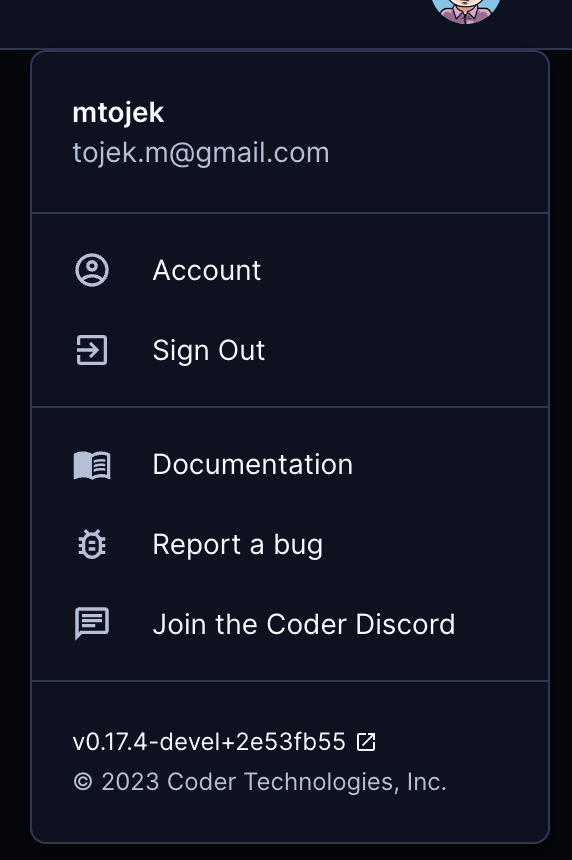 mtojek
tojek.m@gmail.com
Account
Sign Out
Documentation
Report a bug
Join the Coder Discord
v0.17.4-devel+2e53fb55
© 2023 Coder Technologies, Inc.